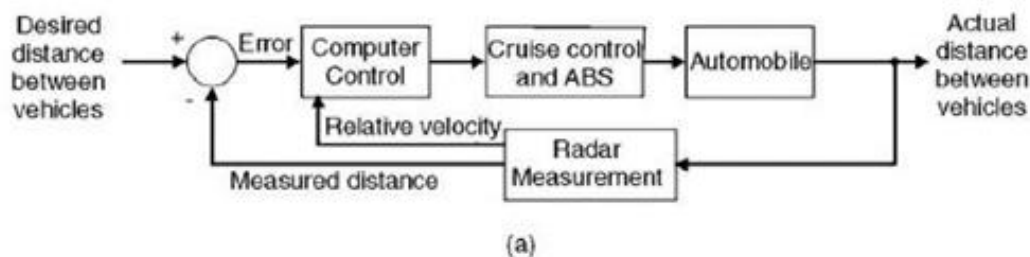 Desired
distance
between
vehicles
+
-
Error
Computer
Control
Cruise control
and ABS
Automobile
Actual
distance
between
vehicles
Relative velocity
Radar
Measurement
Measured distance
(a)